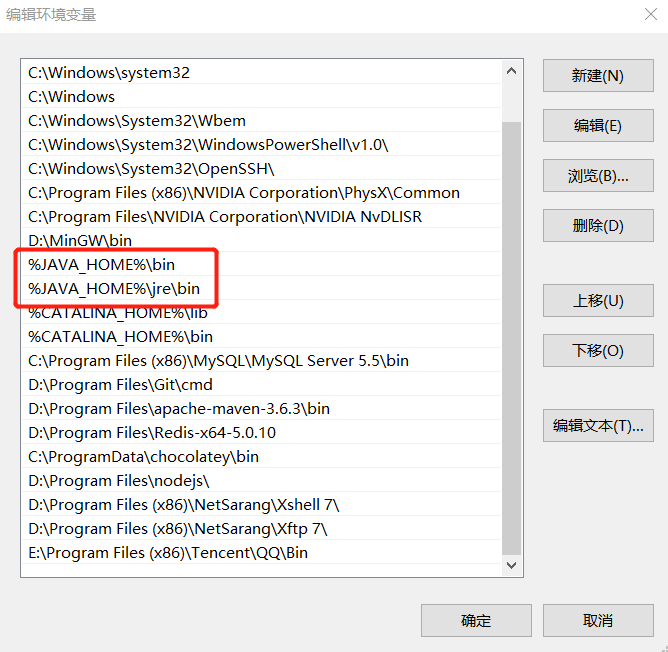 编辑环境变量
C:\Windows\system32
C:\Windows
C:\Windows\System32\Wbem
C:\Windows\System32\WindowsPowerShell\v1.0\
C:\Windows\System32\OpenSSH\
C:\Program Files (x86)\NVIDIA Corporation\PhysX\Common
C:\Program Files\NVIDIA Corporation\NVIDIA NvDLISR
D:\MinGW\bin
%JAVA_HOME%\bin
%JAVA_HOME%\jre\bin
%CATALINA_HOME%\lib
%CATALINA_HOME%\bin
C:\Program Files (x86)\MySQL\MySQL Server 5.5\bin
D:\Program Files\Git\cmd
D:\Program Files\apache-maven-3.6.3\bin
D:\Program Files\Redis-x64-5.0.10
C:\ProgramData\chocolatey\bin
D:\Program Files\nodejs\
D:\Program Files (x86)\NetSarang\Xshell 7\
D:\Program Files (x86)\NetSarang\Xftp 7\
E:\Program Files (x86)\Tencent\QQ\Bin
新建(N)
编辑(E)
浏览(B)...
删除(D)
上移(U)
下移(O)
编辑文本(T)...
确定
取消